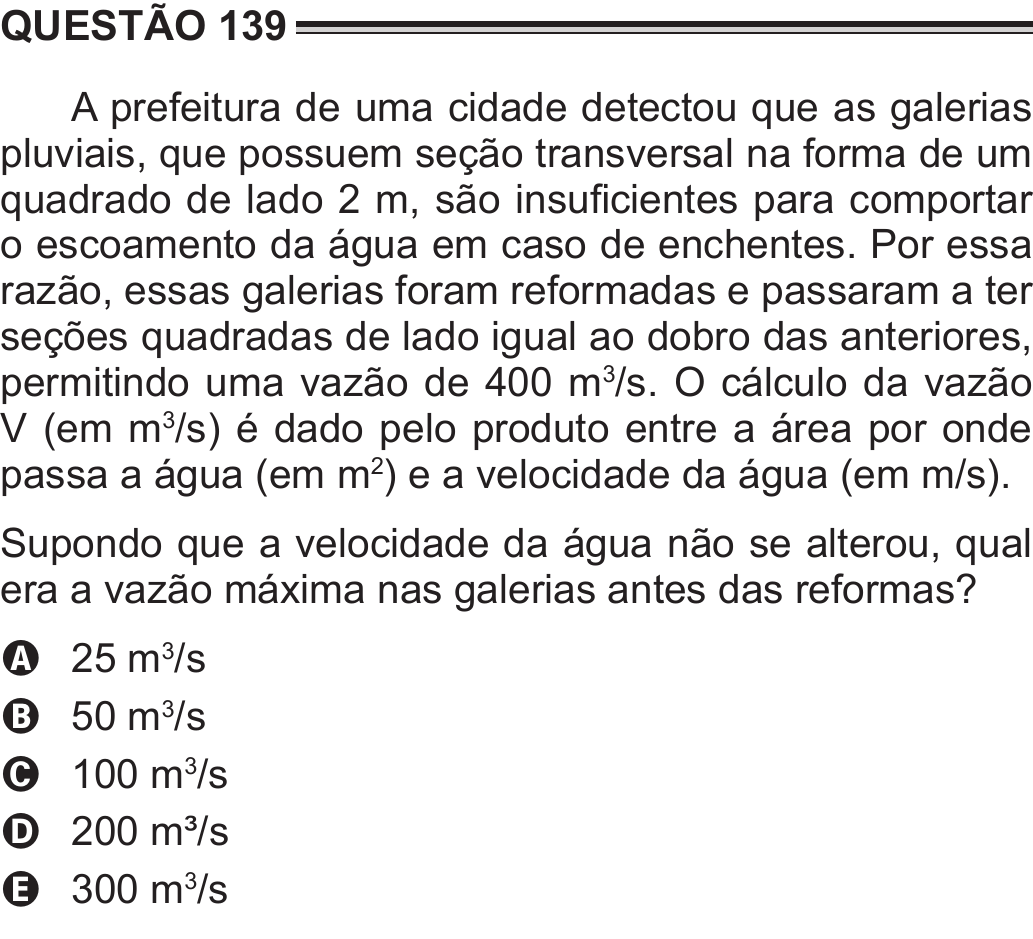 QUESTÃO 139
A prefeitura de uma cidade detectou que as galerias
pluviais, que possuem seção transversal na forma de um
quadrado de lado 2 m, são insuficientes para comportar
o escoamento da água em caso de enchentes. Por essa
razão, essas galerias foram reformadas e passaram a ter
seções quadradas de lado igual ao dobro das anteriores,
permitindo uma vazão de 400 m³/s. O cálculo da vazão
V (em m³/s) é dado pelo produto entre a área por onde
passa a água (em m²) e a velocidade da água (em m/s).
Supondo que a velocidade da água não se alterou, qual
era a vazão máxima nas galerias antes das reformas?
A 25 m³/s
B 50 m³/s
C 100 m³/s
D 200 m³/s
E 300 m³/s